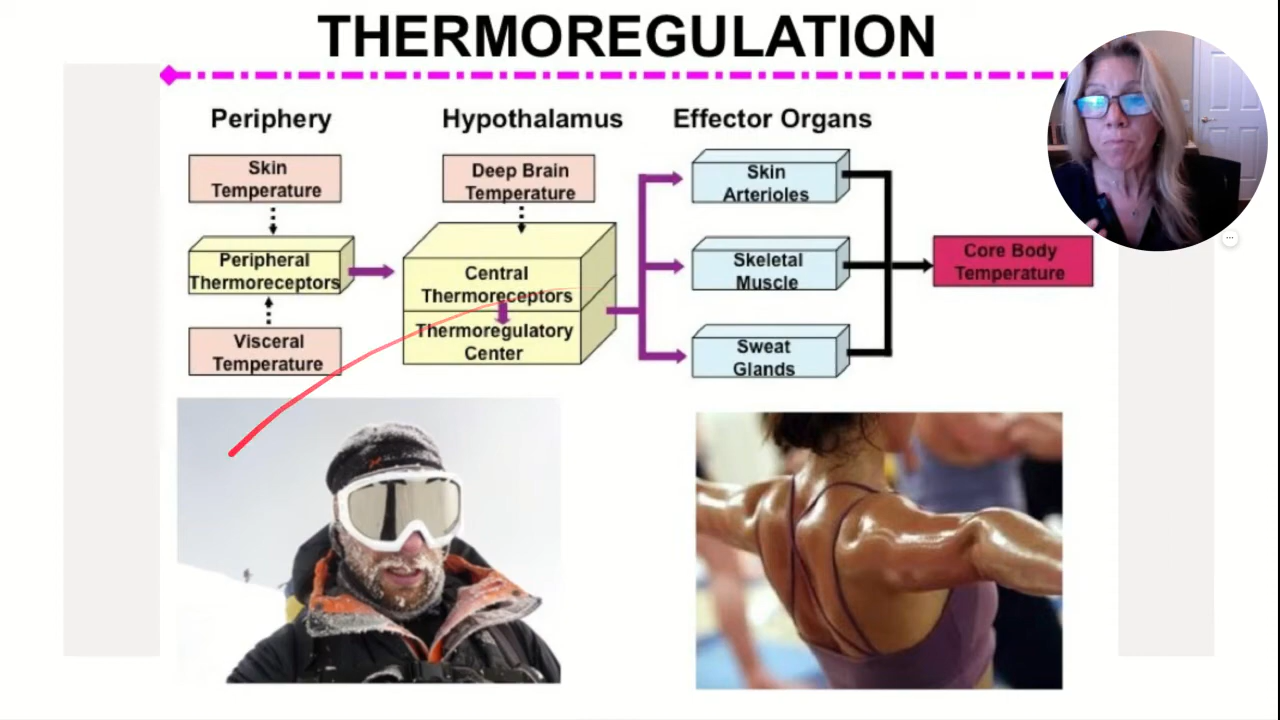 THERMOREGULATION
Periphery
Hypothalamus
Effector Organs
Skin
Temperature
Deep Brain
Temperature
Skin
Arterioles
Peripheral
Thermoreceptors
Central
Thermoreceptors
Skeletal
Muscle
Core Body
Temperature
Visceral
Temperature
Thermoregulatory
Center
Sweat
Glands